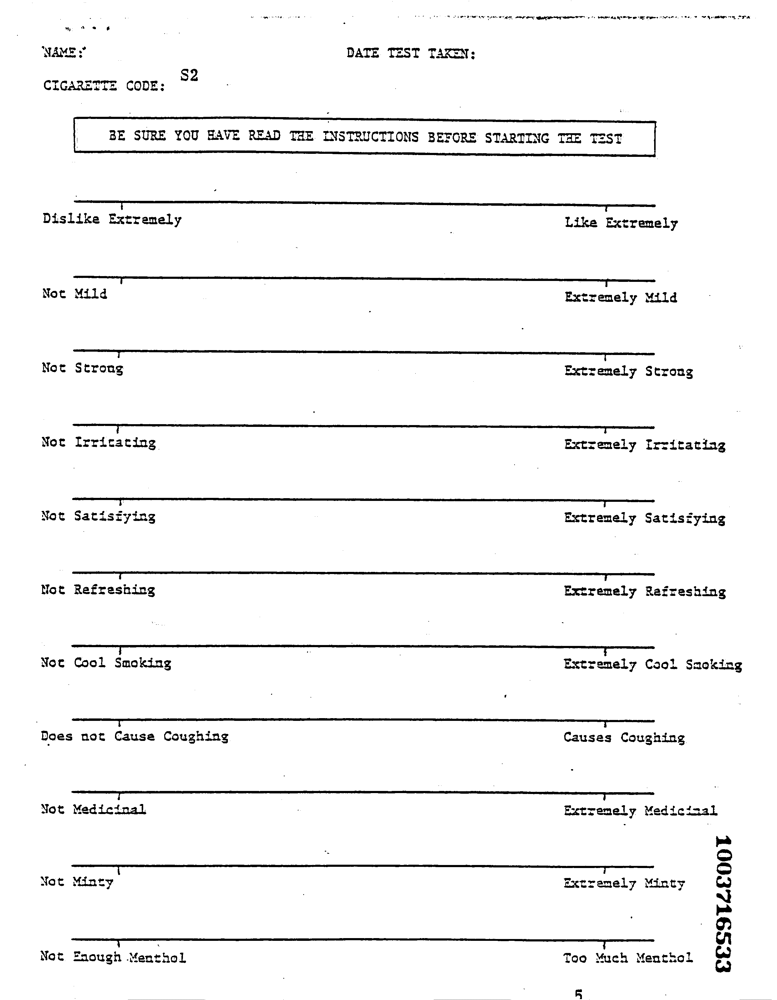 NAME:
DATE TEST TAKEN:
CIGARETTE CODE: S2
BE SURE YOU HAVE READ THE INSTRUCTIONS BEFORE STARTING THE TEST
Dislike Extremely
Like Extremely
Not Mild
Extremely Mild
Not Strong
Extremely Strong
Not Irritating
Extremely Irritating
Not Satisfying
Extremely Satisfying
Not Refreshing
Extremely Refreshing
Not Cool Smoking
Extremely Cool Smoking
Does not Cause Coughing
Causes Coughing
Not Medicinal
Extremely Medicinal
Not Minty
Extremely Minty
Not Enough Menthol
Too Much Menthol
1003716533
5